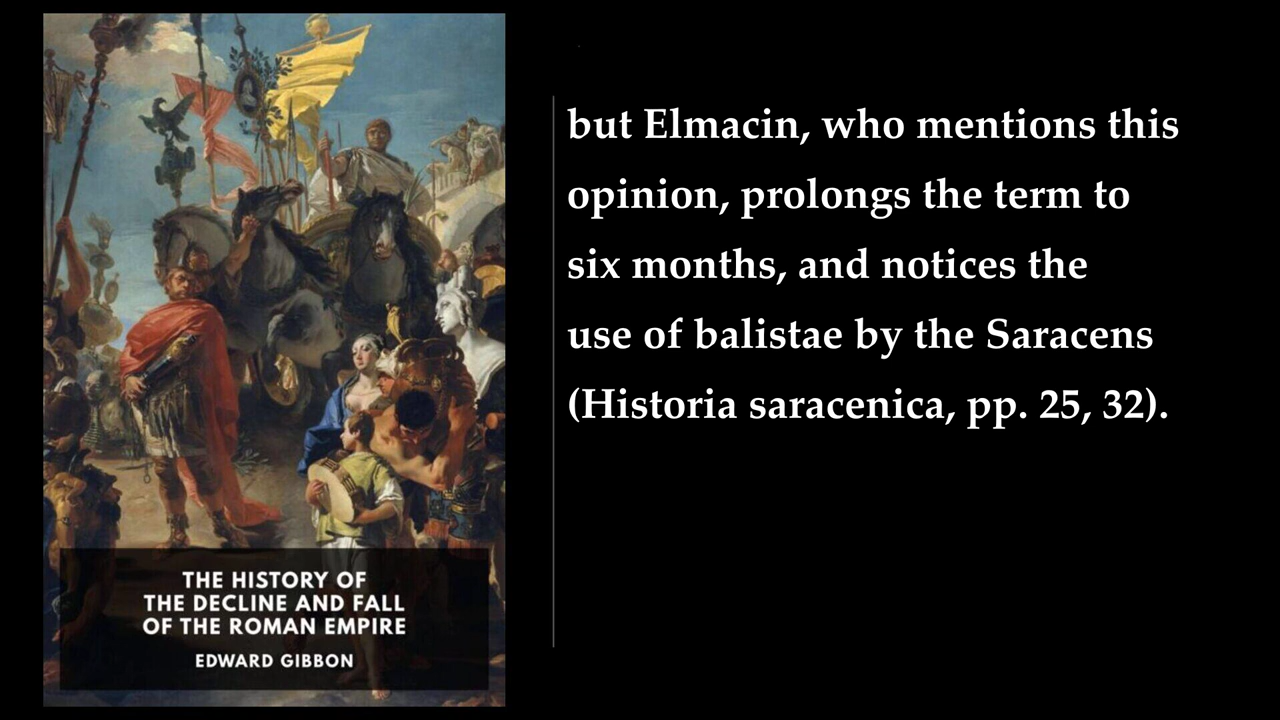 but Elmacin, who mentions this
opinion, prolongs the term to
six months, and notices the
use of balistae by the Saracens
(Historia saracenica, pp. 25, 32).
THE HISTORY OF
THE DECLINE AND FALL
OF THE ROMAN EMPIRE
EDWARD GIBBON